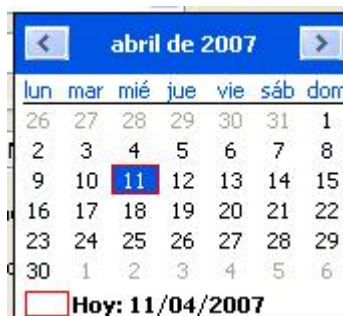 abril de 2007
lun mar mié jue vie sáb dom
26 27 28 29 30 31 1
2 3 4 5 6 7 8
9 10 11 12 13 14 15
16 17 18 19 20 21 22
23 24 25 26 27 28 29
30 1 2 3 4 5 6
Hoy: 11/04/2007